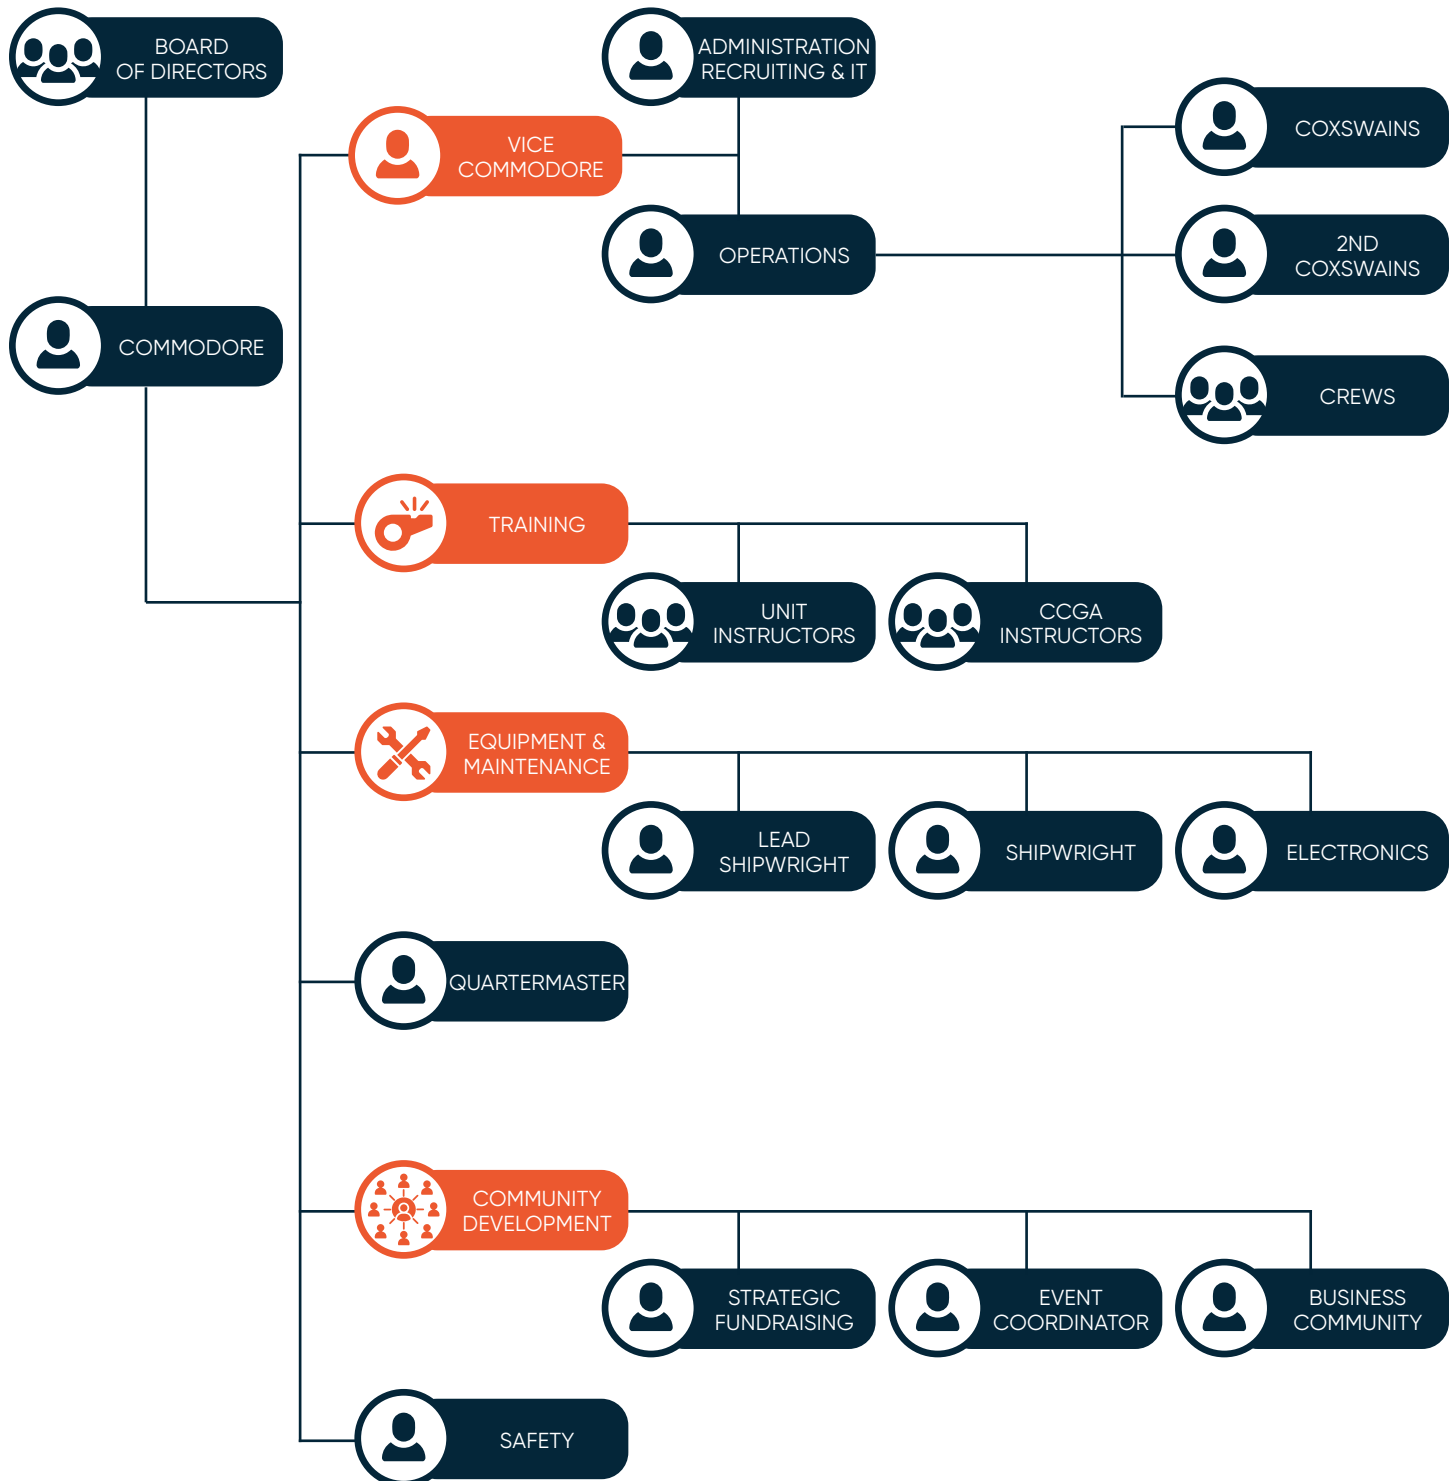 BOARD
OF DIRECTORS
ADMINISTRATION
RECRUITING & IT
VICE
COMMODORE
COXSWAINS
OPERATIONS
2ND
COXSWAINS
COMMODORE
CREWS
TRAINING
UNIT
INSTRUCTORS
CCGA
INSTRUCTORS
EQUIPMENT &
MAINTENANCE
LEAD
SHIPWRIGHT
SHIPWRIGHT
ELECTRONICS
QUARTERMASTER
COMMUNITY
DEVELOPMENT
STRATEGIC
FUNDRAISING
EVENT
COORDINATOR
BUSINESS
COMMUNITY
SAFETY